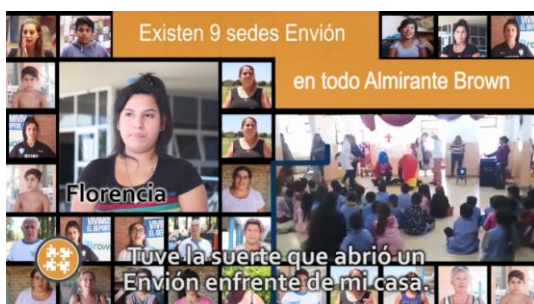 Existen 9 sedes Envión
en todo Almirante Brown
Florencia
Tuve la suerte que abrió un
Envión enfrente de mi casa.